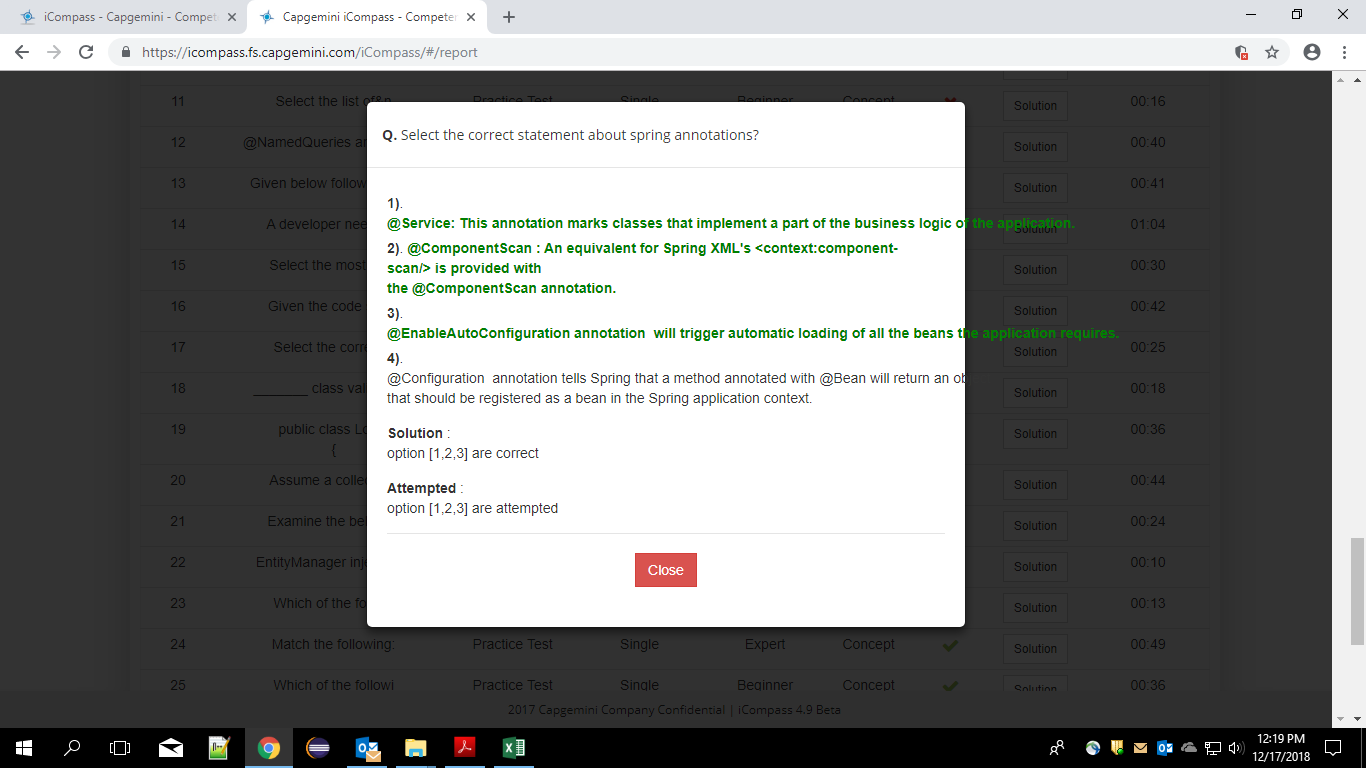 iCompass - Capgemini - Compet
Capgemini iCompass - Competer
https://icompass.fs.capgemini.com/iCompass/#/report
11 Select the list of&n Practice Test Single Beginner Concept Solution 00:16
12 @NamedQueries ar Solution 00:40
13 Given below follow Solution 00:41
14 A developer nee Solution 01:04
15 Select the most Solution 00:30
16 Given the code Solution 00:42
17 Select the corre Solution 00:25
18 _______ class val Solution 00:18
19 public class Lo Solution 00:36
{
20 Assume a colle Solution 00:44
21 Examine the bel Solution 00:24
22 EntityManager inje Solution 00:10
23 Which of the fo Solution 00:13
24 Match the following: Practice Test Single Expert Concept Solution 00:49
25 Which of the followi Practice Test Single Beginner Concept Solution 00:36
Q. Select the correct statement about spring annotations?
1).
@Service: This annotation marks classes that implement a part of the business logic of the application.
2). @ComponentScan : An equivalent for Spring XML's <context:component-
scan/> is provided with
the @ComponentScan annotation.
3).
@EnableAutoConfiguration annotation  will trigger automatic loading of all the beans the application requires.
4).
@Configuration  annotation tells Spring that a method annotated with @Bean will return an ob
that should be registered as a bean in the Spring application context.
Solution :
option [1,2,3] are correct
Attempted :
option [1,2,3] are attempted
Close
2017 Capgemini Company Confidential | iCompass 4.9 Beta
12:19 PM
12/17/2018